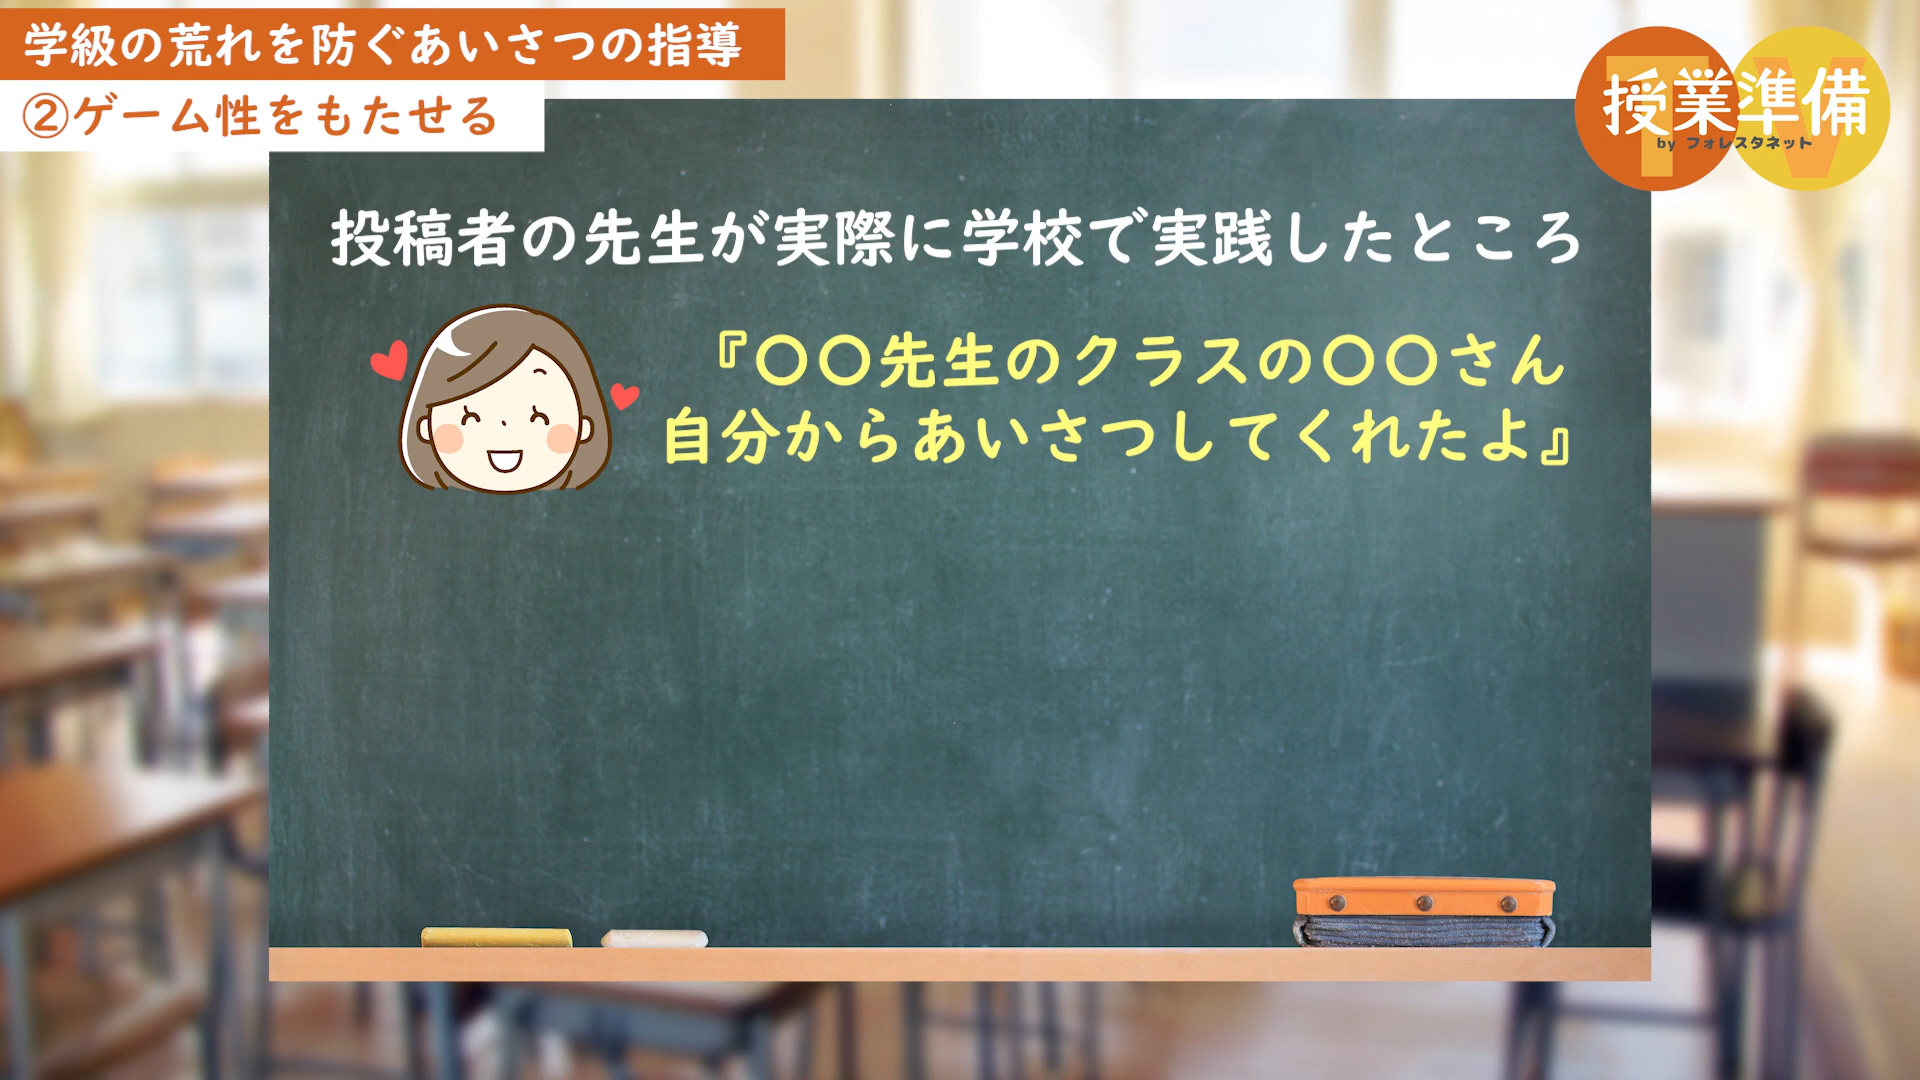 学級の荒れを防ぐあいさつの指導
②ゲーム性をもたせる
授業準備
TV
by フォレスタネット
投稿者の先生が実際に学校で実践したところ
『〇〇先生のクラスの〇〇さん
自分からあいさつしてくれたよ』